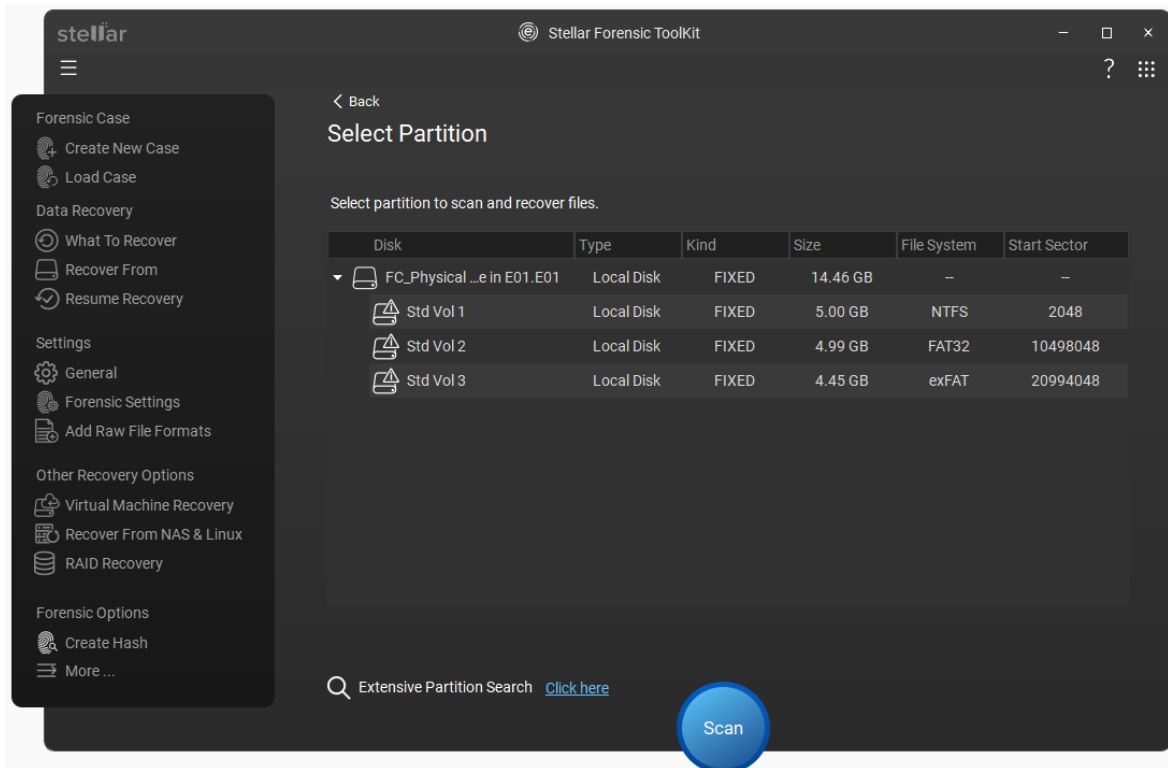 stellar
Stellar Forensic ToolKit
?
Forensic Case
Create New Case
Load Case
Data Recovery
What To Recover
Recover From
Resume Recovery
Settings
General
Forensic Settings
Add Raw File Formats
Other Recovery Options
Virtual Machine Recovery
Recover From NAS & Linux
RAID Recovery
Forensic Options
Create Hash
More ...
Back
Select Partition
Select partition to scan and recover files.
Disk Type Kind Size File System Start Sector
FC_Physical ...e in E01.E01 Local Disk FIXED 14.46 GB -- --
Std Vol 1 Local Disk FIXED 5.00 GB NTFS 2048
Std Vol 2 Local Disk FIXED 4.99 GB FAT32 10498048
Std Vol 3 Local Disk FIXED 4.45 GB exFAT 20994048
Extensive Partition Search Click here
Scan